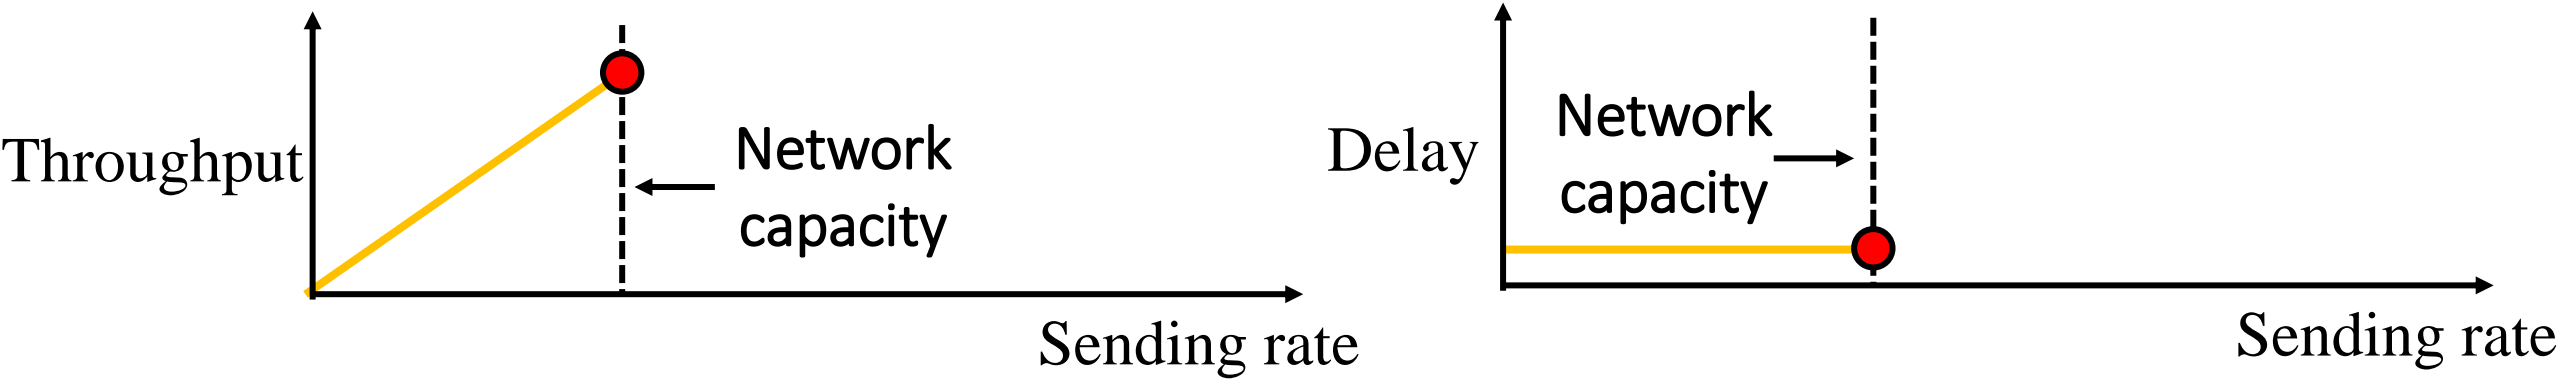 Throughput
Network
capacity
Sending rate
Delay
Network
capacity
Sending rate